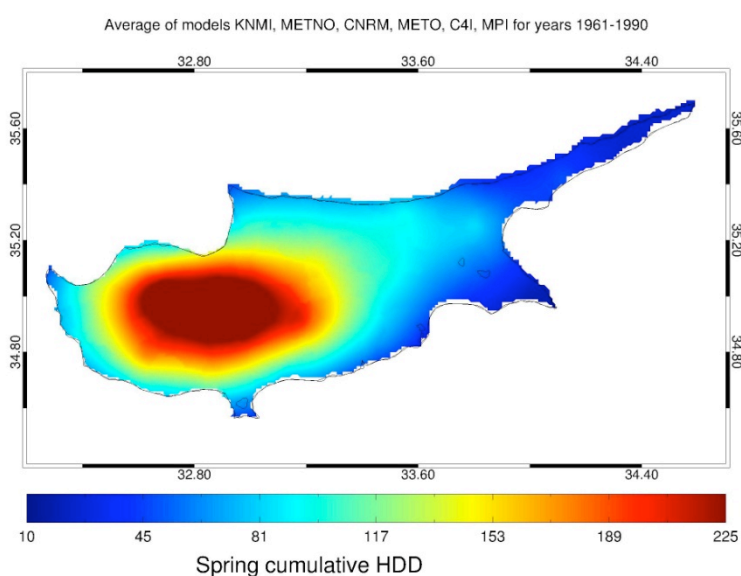 Average of models KNMI, METNO, CNRM, METO, C4I, MPI for years 1961-1990
32.80 33.60 34.40
35.60 35.60
35.20 35.20
34.80 34.80
32.80 33.60 34.40
10 45 81 117 153 189 225
Spring cumulative HDD